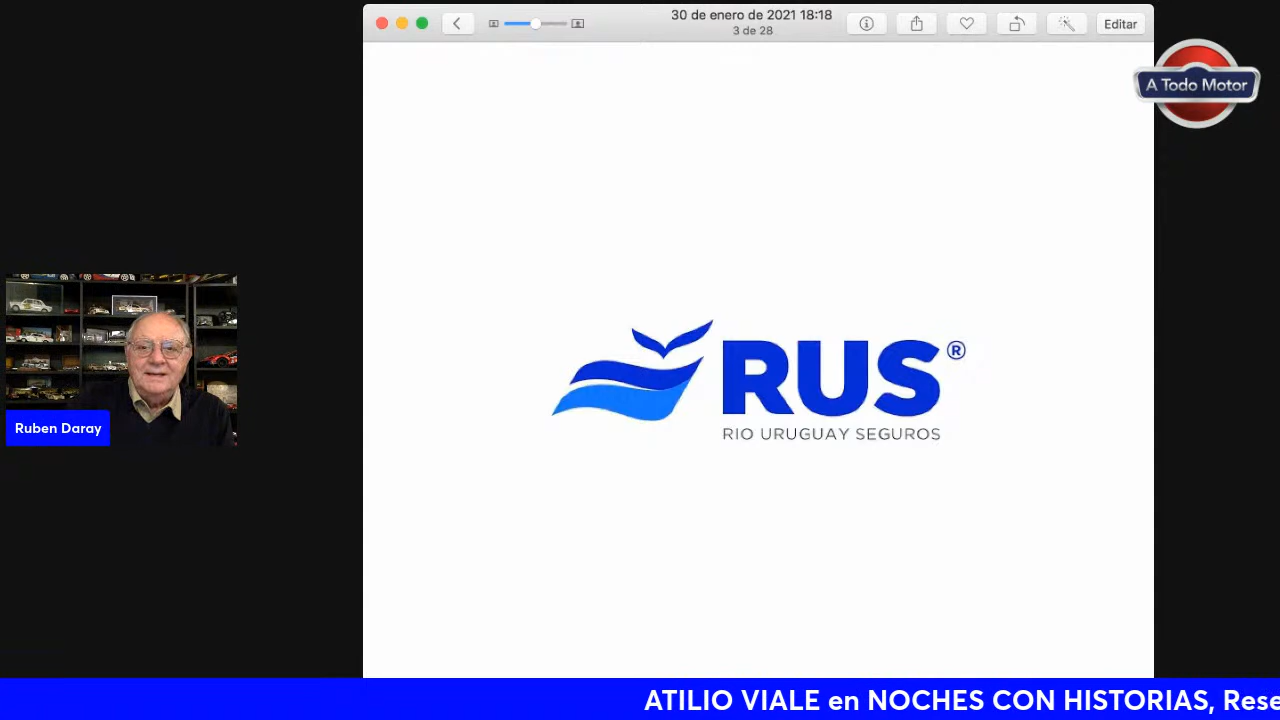 30 de enero de 2021 18:18
3 de 28
Editar
A Todo Motor
RUS®
RIO URUGUAY SEGUROS
Ruben Daray
ATILIO VIALE en NOCHES CON HISTORIAS, Rese